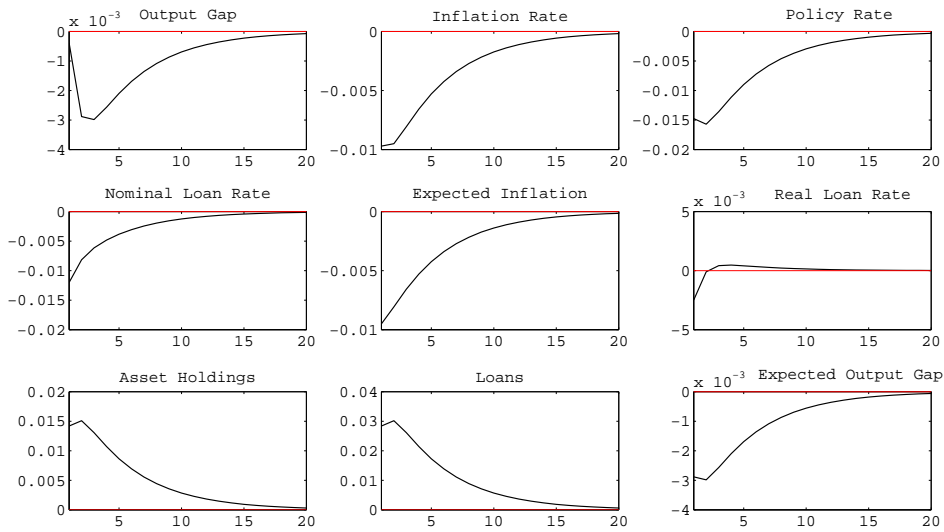 Output Gap
x 10⁻³
0
−1
−2
−3
−4
5 10 15 20
Inflation Rate
0
−0.005
−0.01
5 10 15 20
Policy Rate
0
−0.005
−0.01
−0.015
−0.02
5 10 15 20
Nominal Loan Rate
0
−0.005
−0.01
−0.015
−0.02
5 10 15 20
Expected Inflation
0
−0.005
−0.01
5 10 15 20
Real Loan Rate
x 10⁻³
5
0
−5
5 10 15 20
Asset Holdings
0.02
0.015
0.01
0.005
0
5 10 15 20
Loans
0.04
0.03
0.02
0.01
0
5 10 15 20
Expected Output Gap
x 10⁻³
0
−1
−2
−3
−4
5 10 15 20